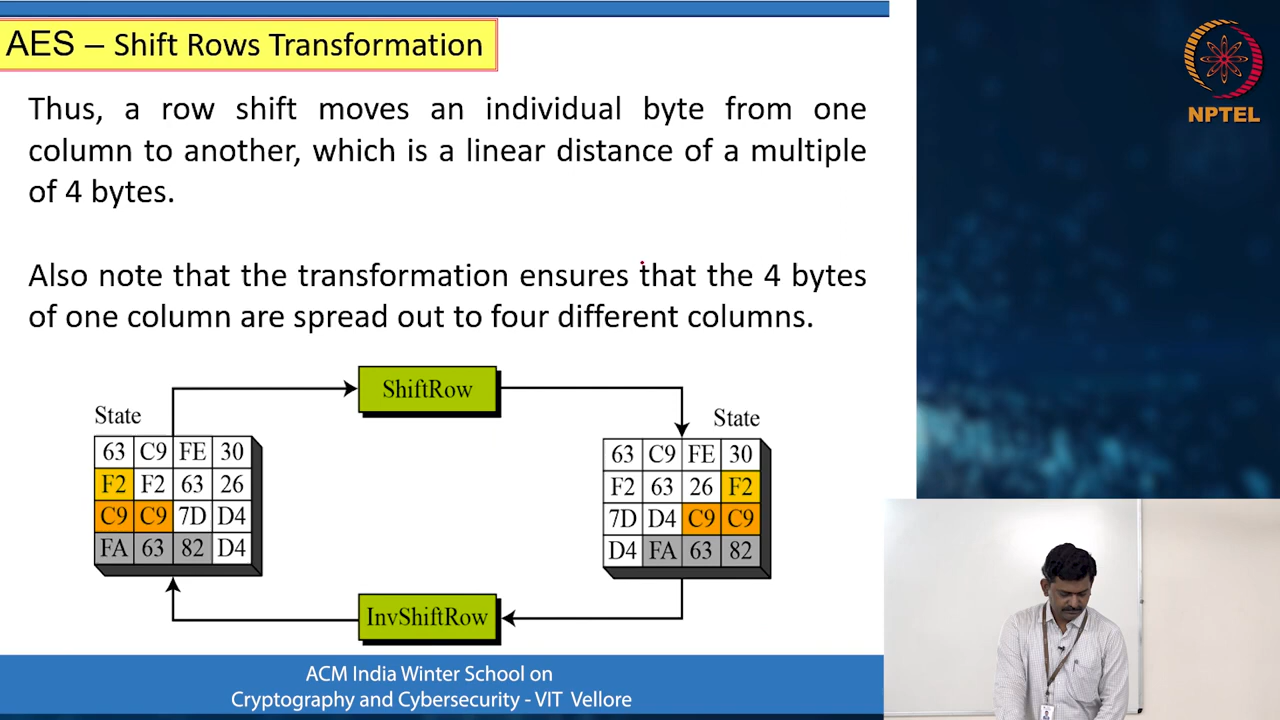 AES – Shift Rows Transformation
NPTEL
Thus, a row shift moves an individual byte from one
column to another, which is a linear distance of a multiple
of 4 bytes.
Also note that the transformation ensures that the 4 bytes
of one column are spread out to four different columns.
ShiftRow
State
63 C9 FE 30
F2 F2 63 26
C9 C9 7D D4
FA 63 82 D4
State
63 C9 FE 30
F2 63 26 F2
7D D4 C9 C9
D4 FA 63 82
InvShiftRow
ACM India Winter School on
Cryptography and Cybersecurity - VIT Vellore